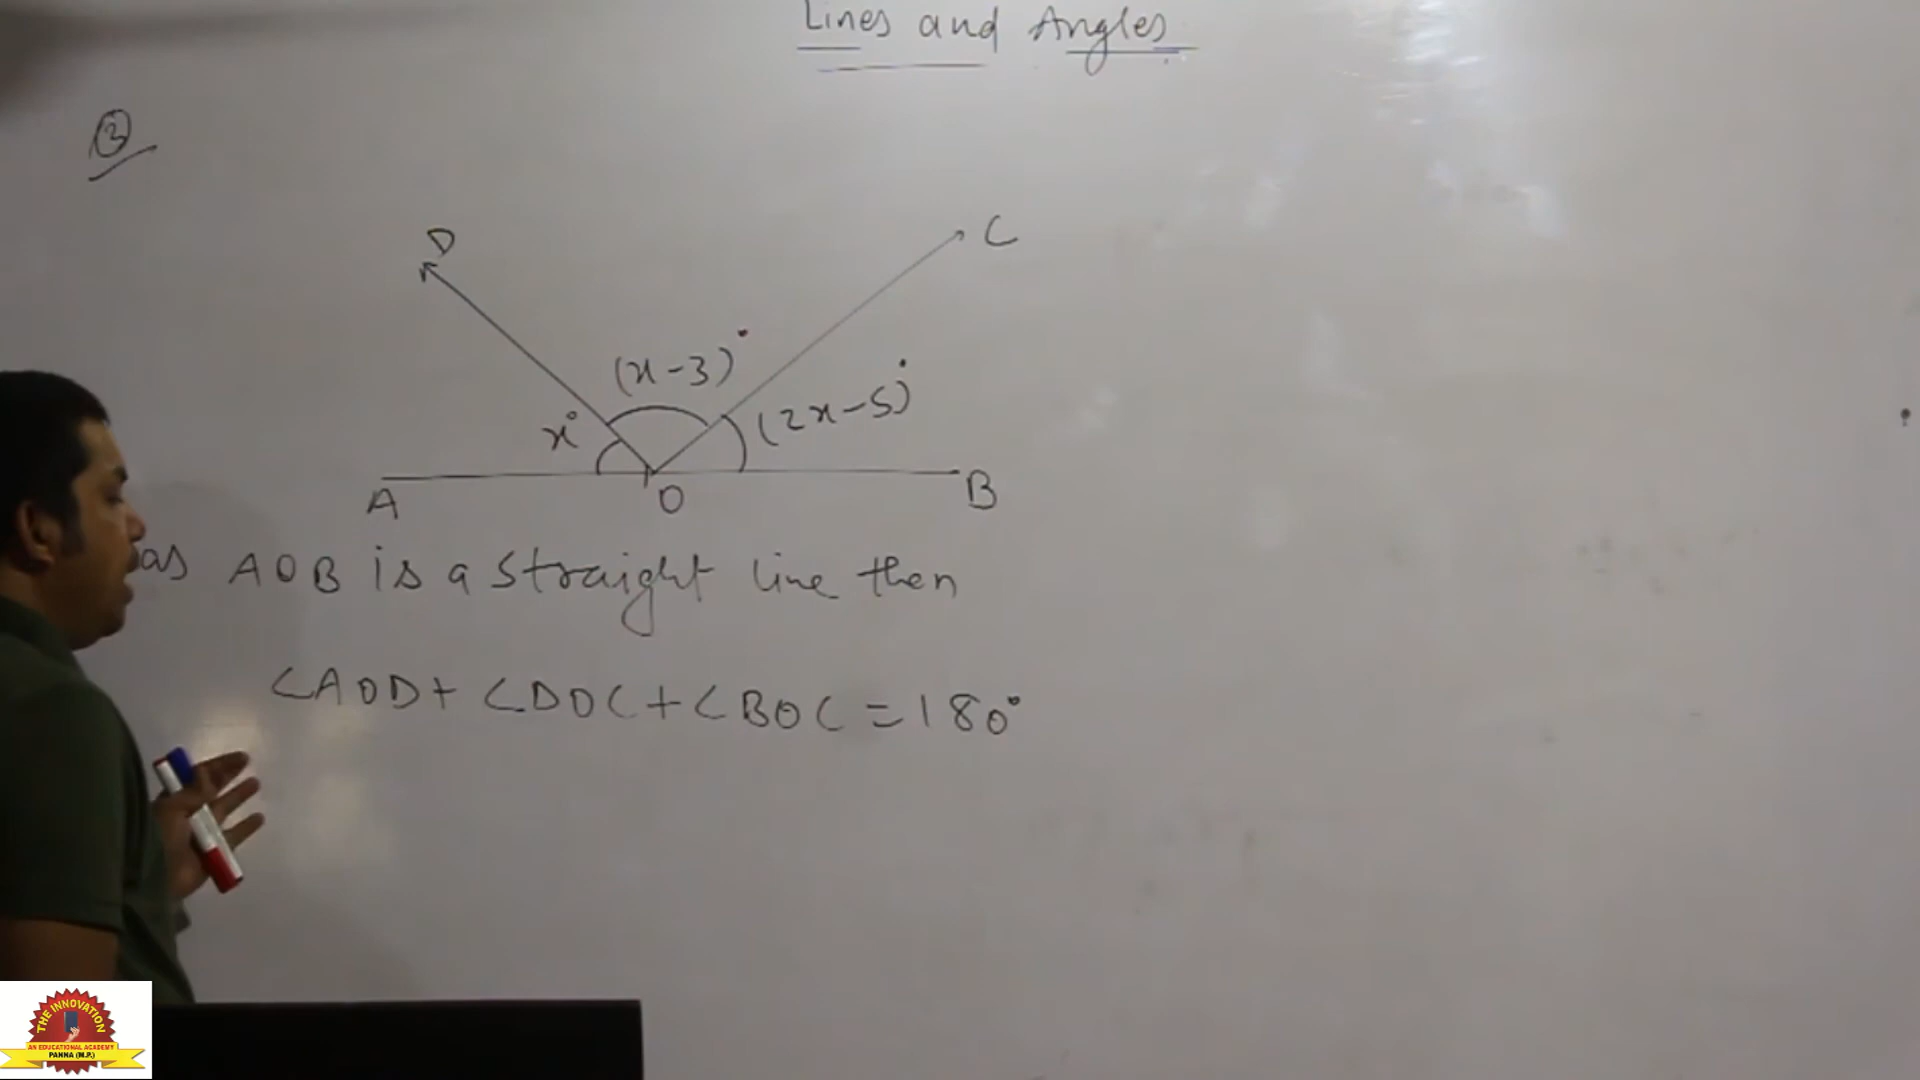 Lines and Angles
3
D
C
(x-3)°
(2x-5)°
x°
A
O
B
as AOB is a straight line then
∠AOD+ ∠DOC+∠BOC=180°
THE INNOVATION
AN EDUCATIONAL ACADEMY
PANNA (M.P.)